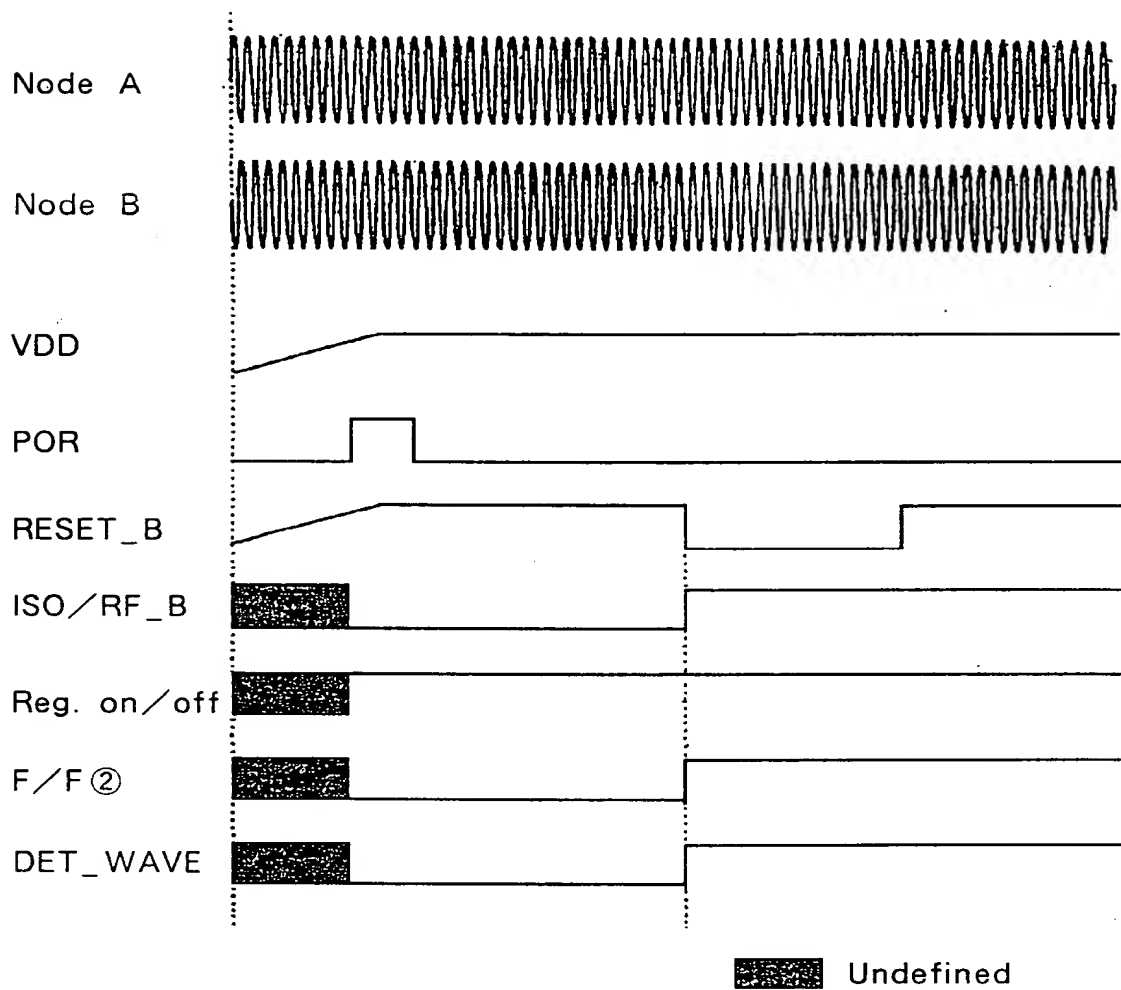 Node A
Node B
VDD
POR
RESET_B
ISO／RF_B
Reg. on／off
F／F②
DET_WAVE
Undefined